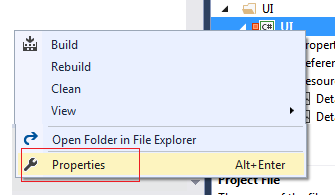 UI
C# UI
Build
Rebuild
Clean
View
Open Folder in File Explorer
Properties Alt+Enter
Project File